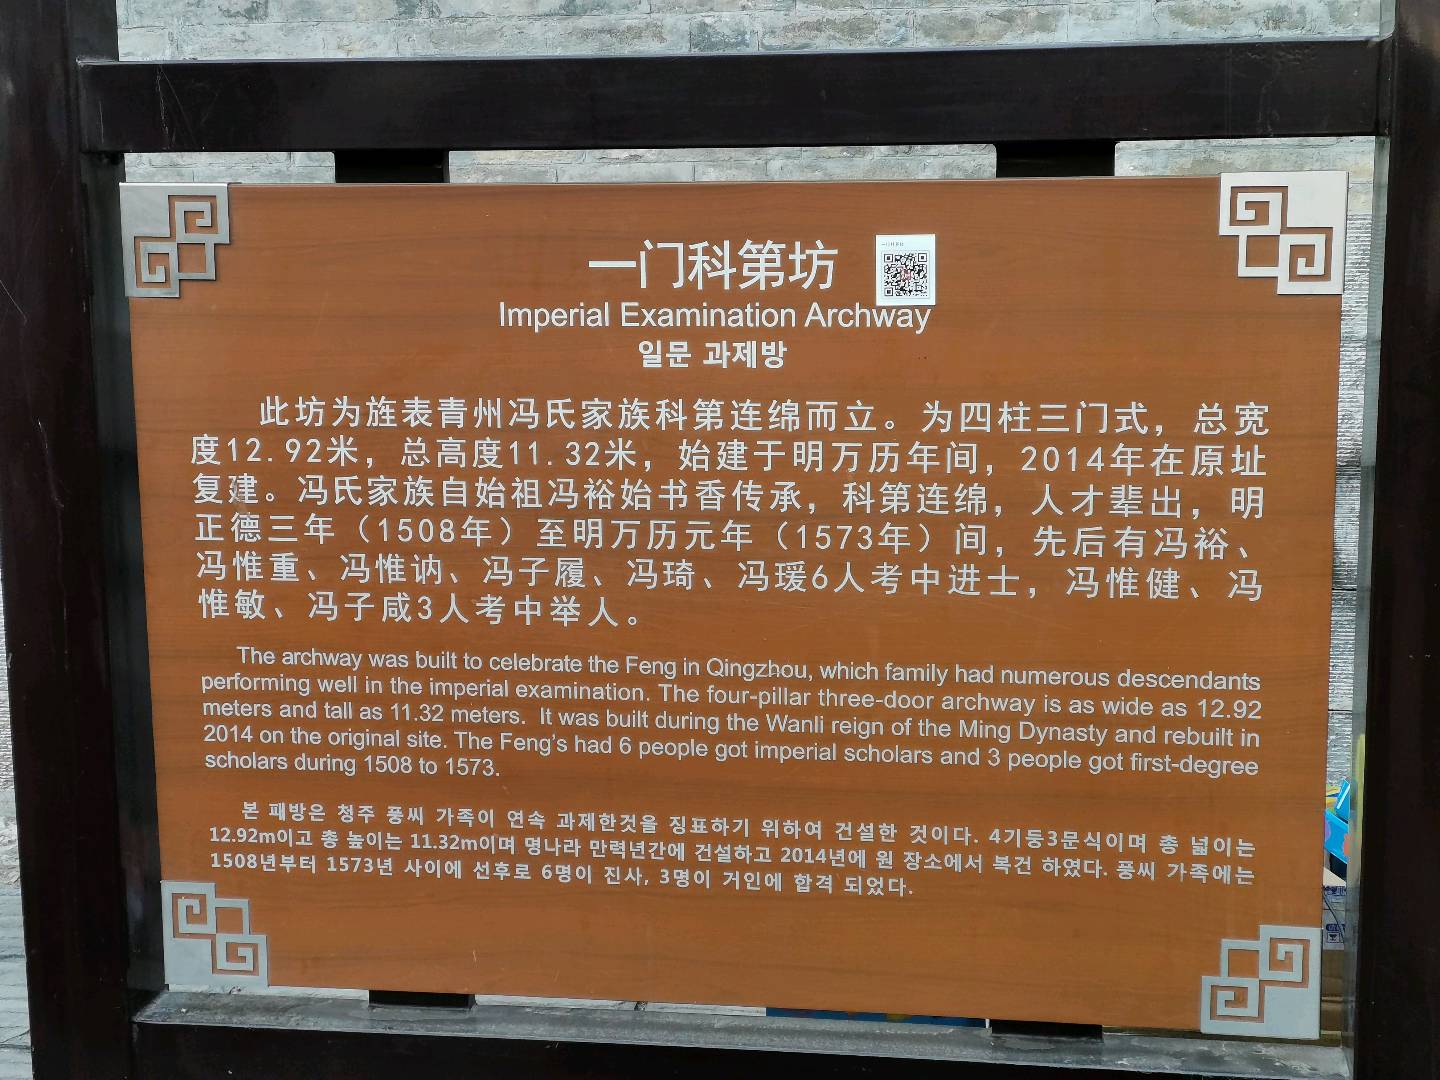 一门科第坊
Imperial Examination Archway
일문 과제방
此坊为旌表青州冯氏家族科第连绵而立。为四柱三门式，总宽
度12.92米，总高度11.32米，始建于明万历年间，2014年在原址
复建。冯氏家族自始祖冯裕始书香传承，科第连绵，人才辈出，明
正德三年（1508年）至明万历元年（1573年）间，先后有冯裕、
冯惟重、冯惟讷、冯子履、冯琦、冯瑗6人考中进士，冯惟健、冯
惟敏、冯子咸3人考中举人。
The archway was built to celebrate the Feng in Qingzhou, which family had numerous descendants
performing well in the imperial examination. The four-pillar three-door archway is as wide as 12.92
meters and tall as 11.32 meters. It was built during the Wanli reign of the Ming Dynasty and rebuilt in
2014 on the original site. The Feng's had 6 people got imperial scholars and 3 people got first-degree
scholars during 1508 to 1573.
본 패방은 청주 풍씨 가족이 연속 과제한것을 징표하기 위하여 건설한 것이다. 4기둥3문식이며 총 넓이는
12.92m이고 총 높이는 11.32m이며 명나라 만력년간에 건설하고 2014년에 원 장소에서 복건 하였다. 풍씨 가족에는
1508년부터 1573년 사이에 선후로 6명이 진사, 3명이 거인에 합격 되었다.